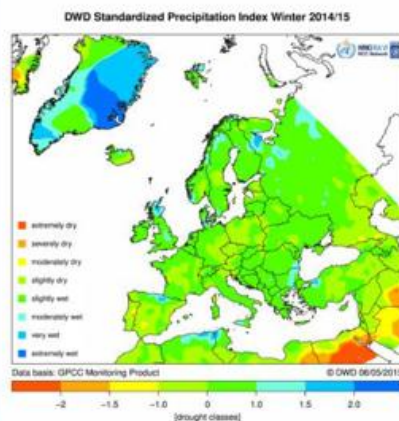 DWD Standardized Precipitation Index Winter 2014/15
extremely dry
severely dry
moderately dry
slightly dry
slightly wet
moderately wet
very wet
extremely wet
Data basis: GPCC Monitoring Product
© DWD 06/05/2015
−2 −1.5 −1.0 0 1.0 1.5 2.0
[drought classes]